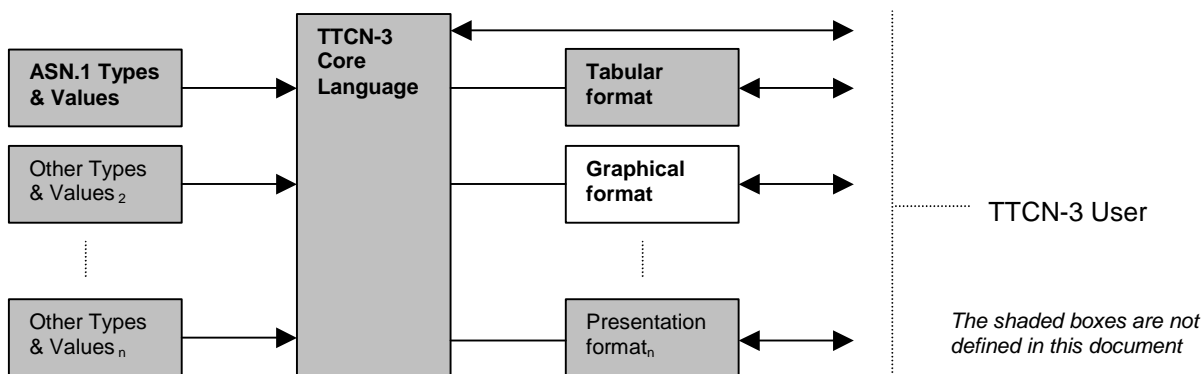 TTCN-3
Core
Language
ASN.1 Types
& Values
Tabular
format
Other Types
& Values 2
Graphical
format
TTCN-3 User
Other Types
& Values n
Presentation
formatn
The shaded boxes are not
defined in this document